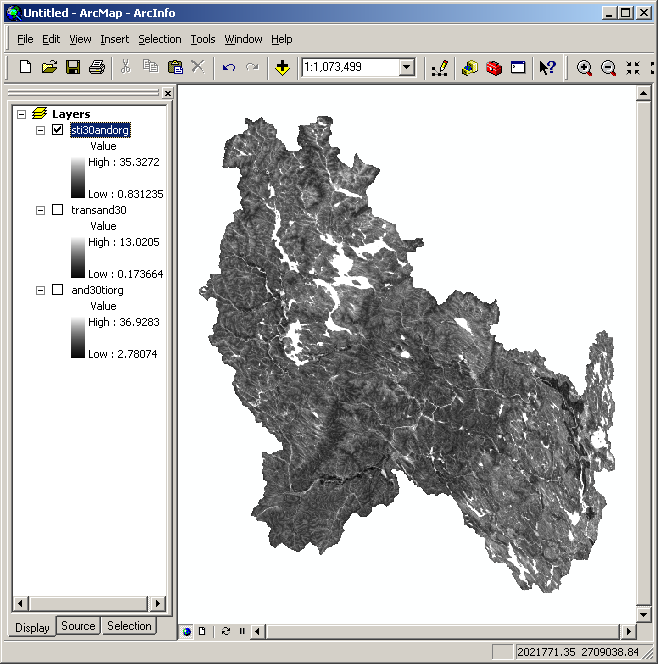 Untitled - ArcMap - ArcInfo
File Edit View Insert Selection Tools Window Help
1:1,073,499
Layers
sti30andorg
Value
High : 35.3272
Low : 0.831235
transand30
Value
High : 13.0205
Low : 0.173664
and30tiorg
Value
High : 36.9283
Low : 2.78074
Display Source Selection
2021771.35 2709038.84